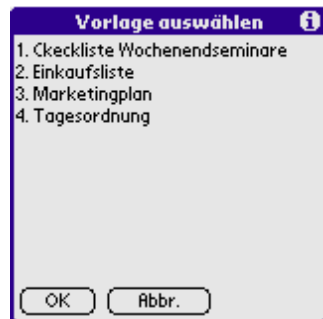 Vorlage auswählen
1. Ckeckliste Wochenendseminare
2. Einkaufsliste
3. Marketingplan
4. Tagesordnung
OK
Abbr.